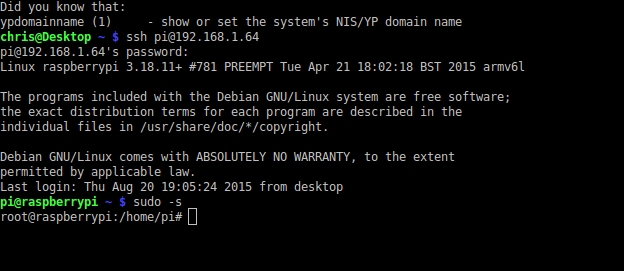 Did you know that:
ypdomainname (1)     - show or set the system's NIS/YP domain name
chris@Desktop ~ $ ssh pi@192.168.1.64
pi@192.168.1.64's password:
Linux raspberrypi 3.18.11+ #781 PREEMPT Tue Apr 21 18:02:18 BST 2015 armv6l
The programs included with the Debian GNU/Linux system are free software;
the exact distribution terms for each program are described in the
individual files in /usr/share/doc/*/copyright.
Debian GNU/Linux comes with ABSOLUTELY NO WARRANTY, to the extent
permitted by applicable law.
Last login: Thu Aug 20 19:05:24 2015 from desktop
pi@raspberrypi ~ $ sudo -s
root@raspberrypi:/home/pi#